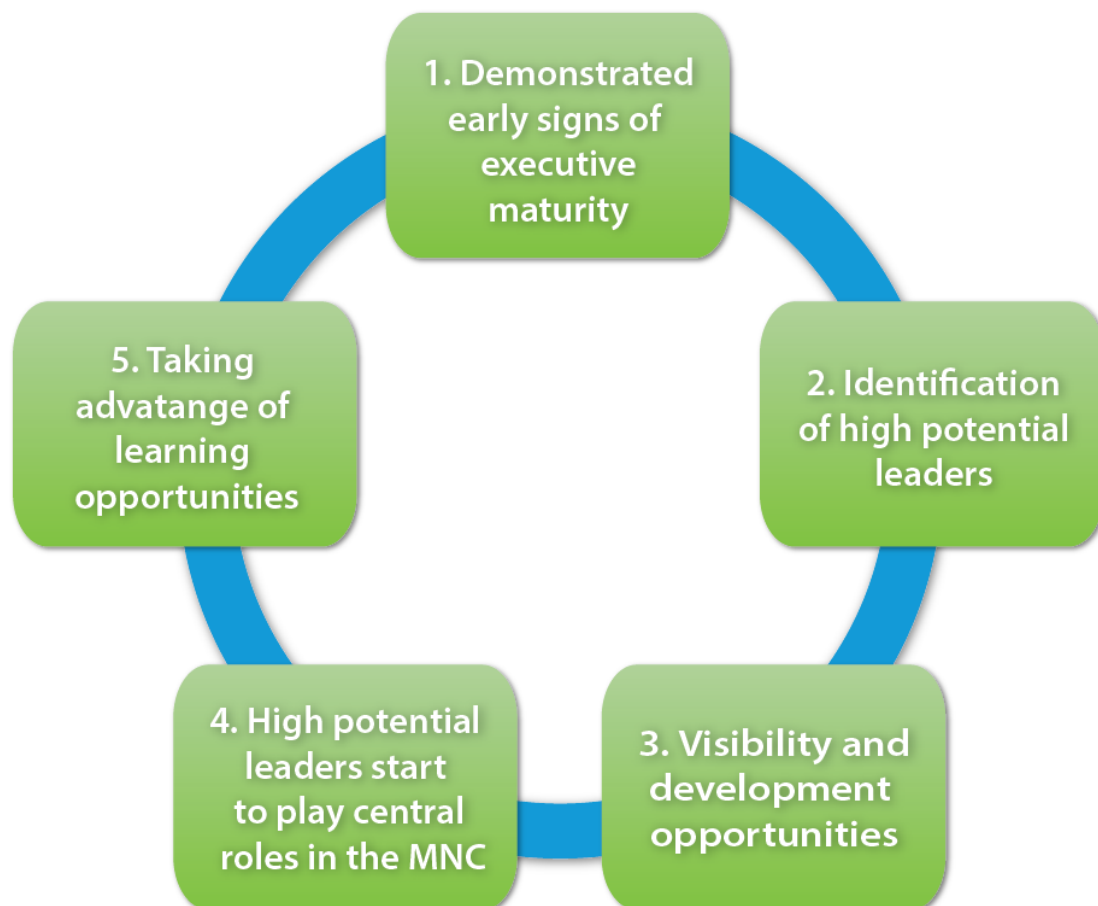 1. Demonstrated
early signs of
executive
maturity
2. Identification
of high potential
leaders
3. Visibility and
development
opportunities
4. High potential
leaders start
to play central
roles in the MNC
5. Taking
advatange of
learning
opportunities